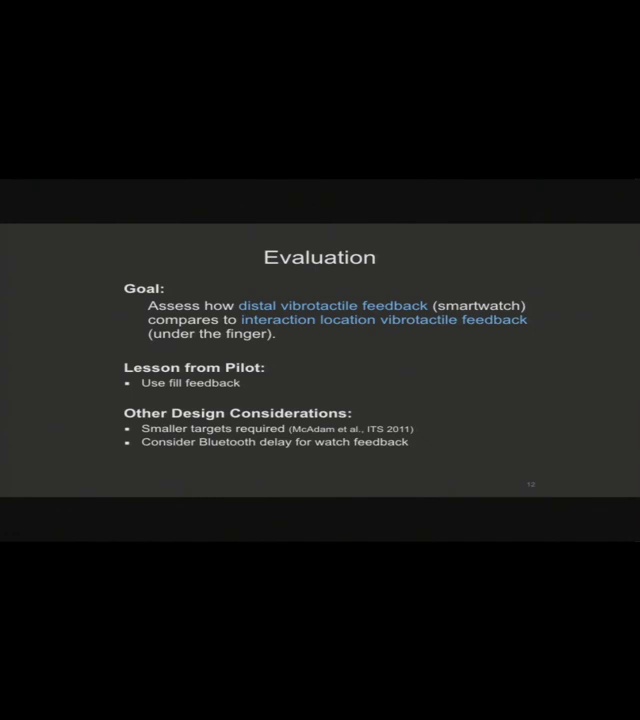 Evaluation
Goal:
Assess how distal vibrotactile feedback (smartwatch)
compares to interaction location vibrotactile feedback
(under the finger).
Lesson from Pilot:
▪ Use fill feedback
Other Design Considerations:
▪ Smaller targets required (McAdam et al., ITS 2011)
▪ Consider Bluetooth delay for watch feedback
12